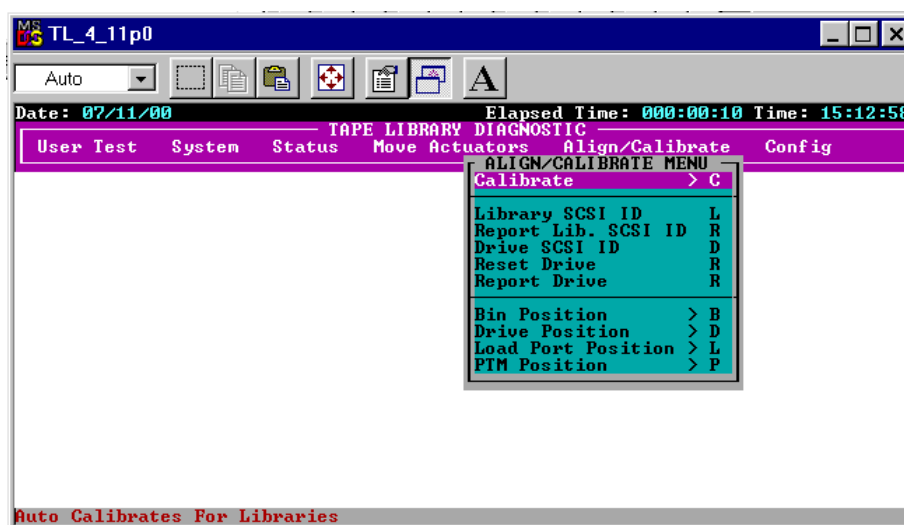 MS DOS TL_4_11p0
Auto
A
Date: 07/11/00 Elapsed Time: 000:00:10 Time: 15:12:58
TAPE LIBRARY DIAGNOSTIC
User Test System Status Move Actuators Align/Calibrate Config
ALIGN/CALIBRATE MENU
Calibrate > C
Library SCSI ID L
Report Lib. SCSI ID R
Drive SCSI ID D
Reset Drive R
Report Drive R
Bin Position > B
Drive Position > D
Load Port Position > L
PTM Position > P
Auto Calibrates For Libraries